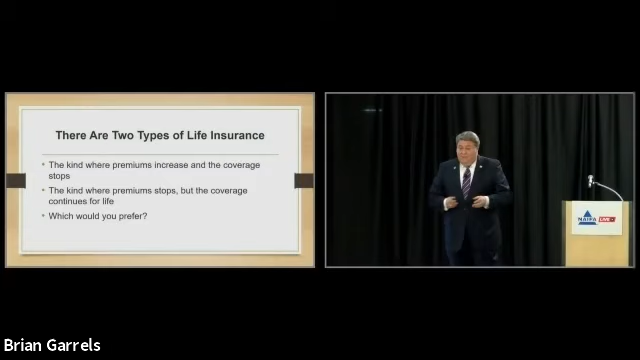 There Are Two Types of Life Insurance
• The kind where premiums increase and the coverage
stops
• The kind where premiums stops, but the coverage
continues for life
• Which would you prefer?
NAIFA LIVE
Brian Garrels